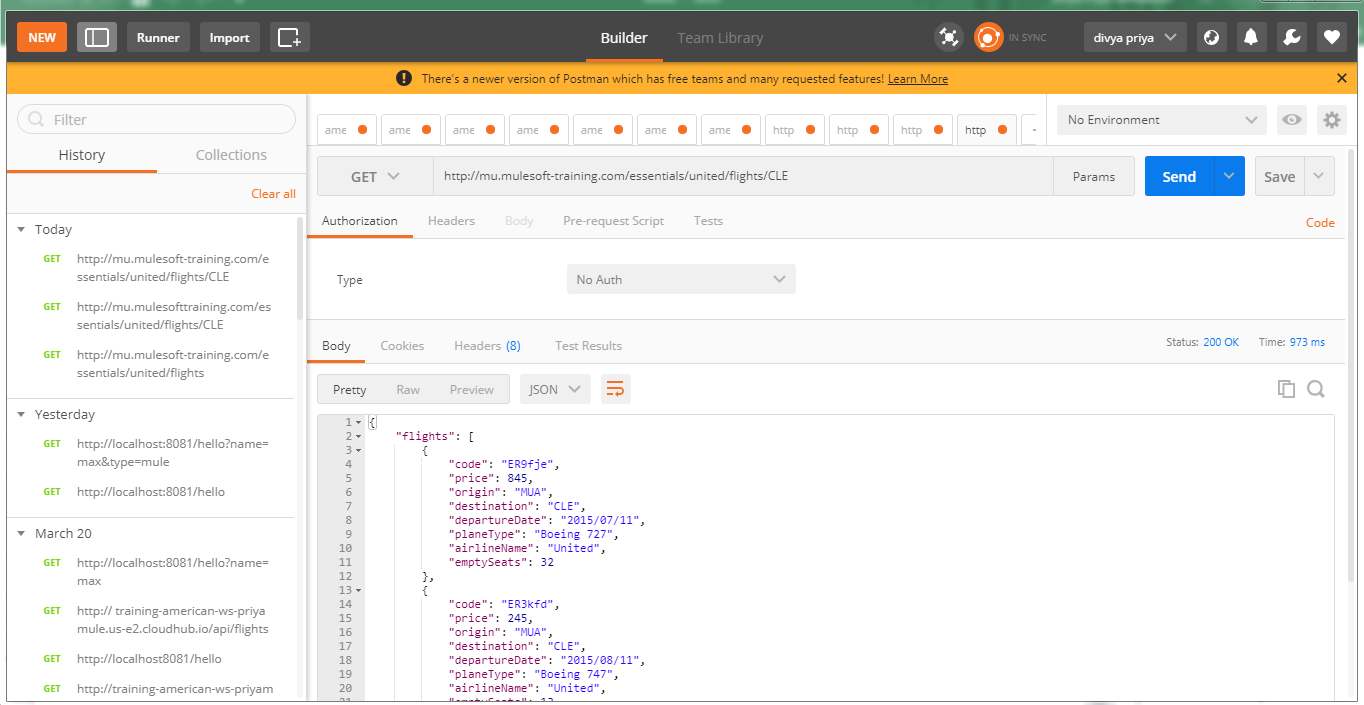 NEW
Runner
Import
Builder
Team Library
IN SYNC
divya priya
There's a newer version of Postman which has free teams and many requested features! Learn More
Filter
History
Collections
Clear all
Today
GET http://mu.mulesoft-training.com/e
ssentials/united/flights/CLE
GET http://mu.mulesofttraining.com/es
sentials/united/flights/CLE
GET http://mu.mulesoft-training.com/e
ssentials/united/flights
Yesterday
GET http://localhost:8081/hello?name=
max&type=mule
GET http://localhost:8081/hello
March 20
GET http://localhost:8081/hello?name=
max
GET http:// training-american-ws-priya
mule.us-e2.cloudhub.io/api/flights
GET http://localhost8081/hello
GET http://training-american-ws-priyam
ame ame ame ame ame ame ame http http http http
No Environment
GET http://mu.mulesoft-training.com/essentials/united/flights/CLE Params Send Save
Authorization Headers Body Pre-request Script Tests Code
Type No Auth
Body Cookies Headers (8) Test Results Status: 200 OK Time: 973 ms
Pretty Raw Preview JSON
1 {
2 "flights": [
3 {
4 "code": "ER9fje",
5 "price": 845,
6 "origin": "MUA",
7 "destination": "CLE",
8 "departureDate": "2015/07/11",
9 "planeType": "Boeing 727",
10 "airlineName": "United",
11 "emptySeats": 32
12 },
13 {
14 "code": "ER3kfd",
15 "price": 245,
16 "origin": "MUA",
17 "destination": "CLE",
18 "departureDate": "2015/08/11",
19 "planeType": "Boeing 747",
20 "airlineName": "United",